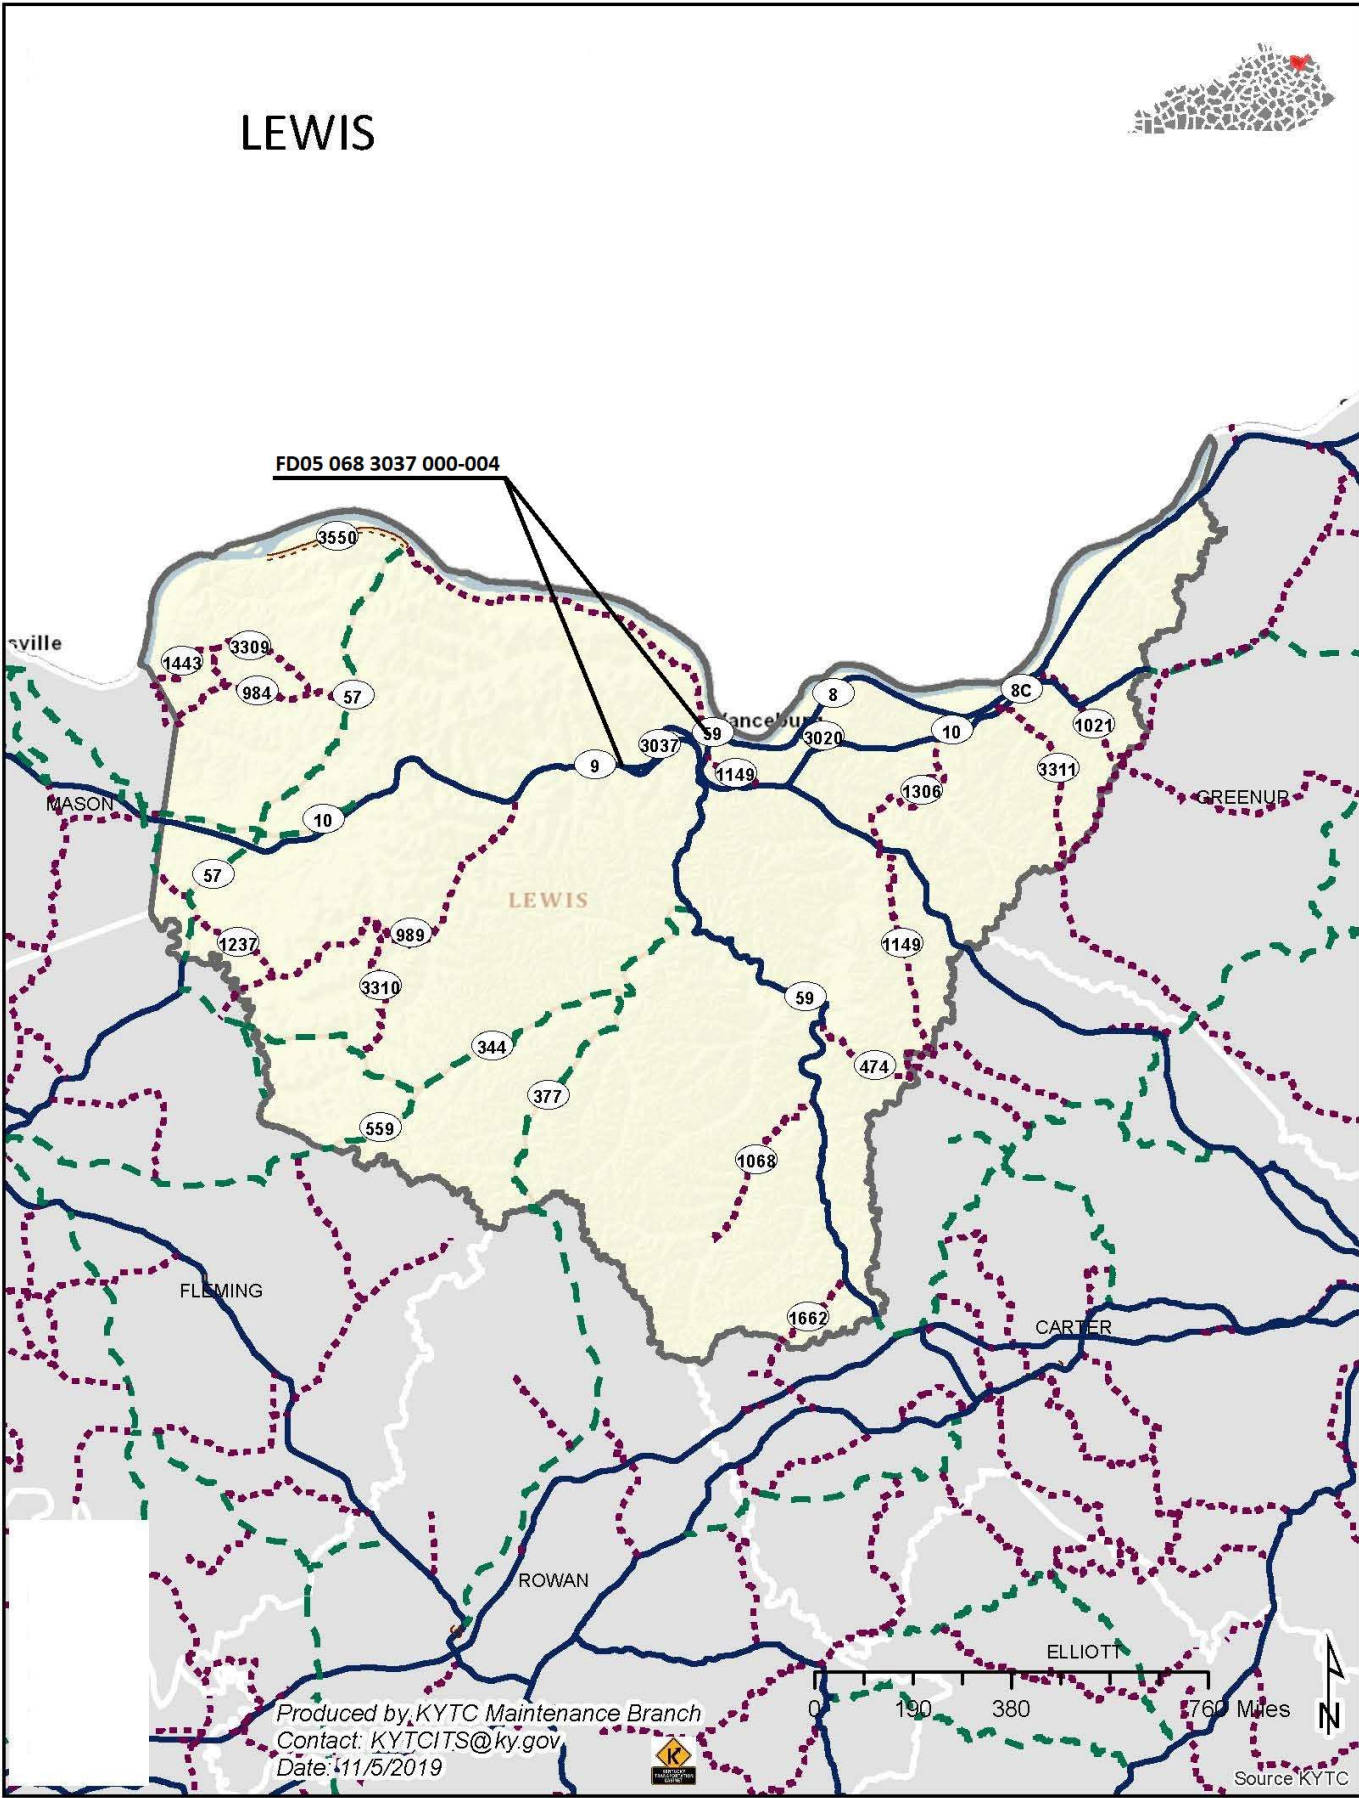 LEWIS
FD05 068 3037 000-004
3550
sville
1443
3309
984
57
8
8C
59
3037
3020
10
1021
9
1149
3311
1306
MASON
GREENUP
10
57
LEWIS
989
1237
1149
3310
59
344
474
377
559
1068
FLEMING
1662
CARTER
ROWAN
ELLIOTT
0 190 380 760 Miles
Produced by KYTC Maintenance Branch
Contact: KYTCITS@ky.gov
Date: 11/5/2019
N
Source KYTC